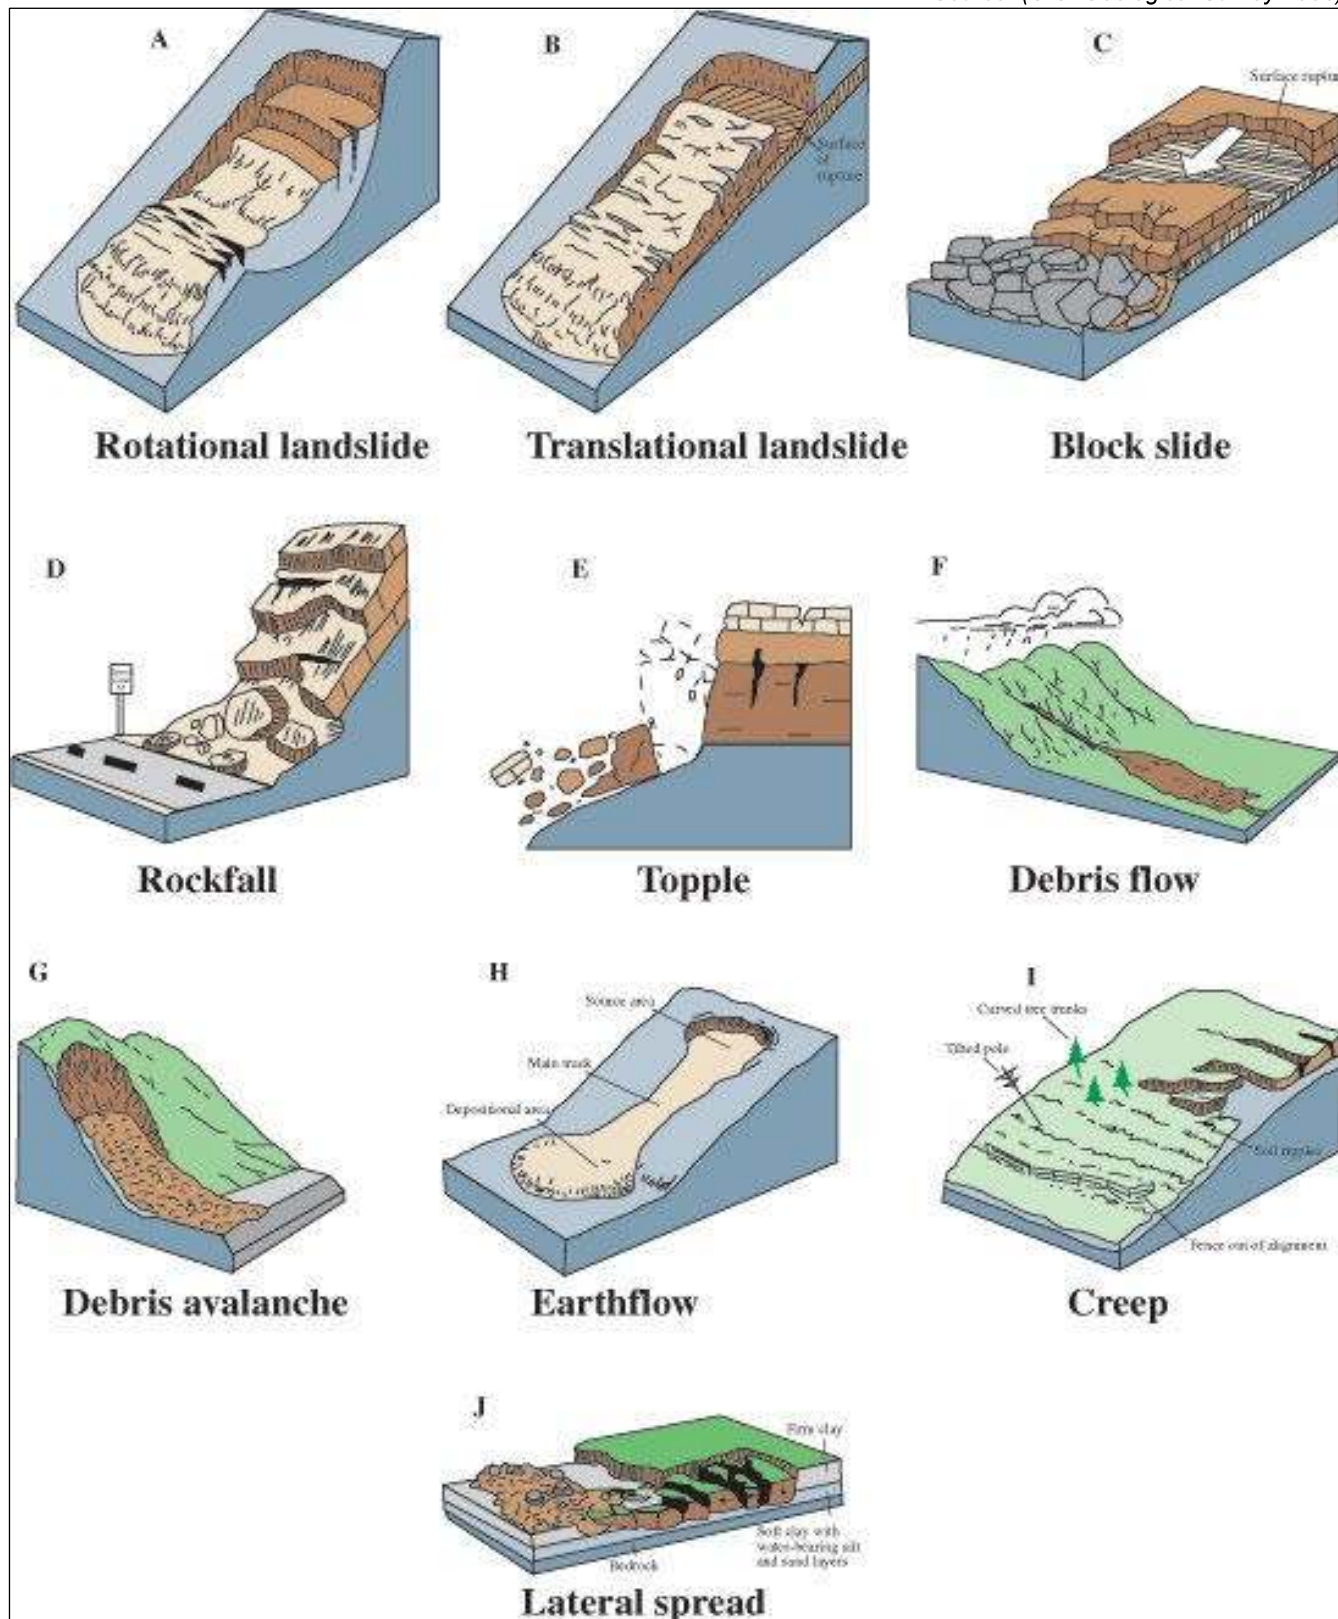 A
B
C
Surface
Surface
of
rupture
Rotational landslide
Translational landslide
Block slide
D
E
F
Rockfall
Topple
Debris flow
G
H
I
Source area
Curved tree trunks
Main track
Tilted pole
Depositional area
Soil ripples
Fence out of alignment
Debris avalanche
Earthflow
Creep
J
Firm clay
Soft clay with
water-bearing silt
and sand layers
Bedrock
Lateral spread